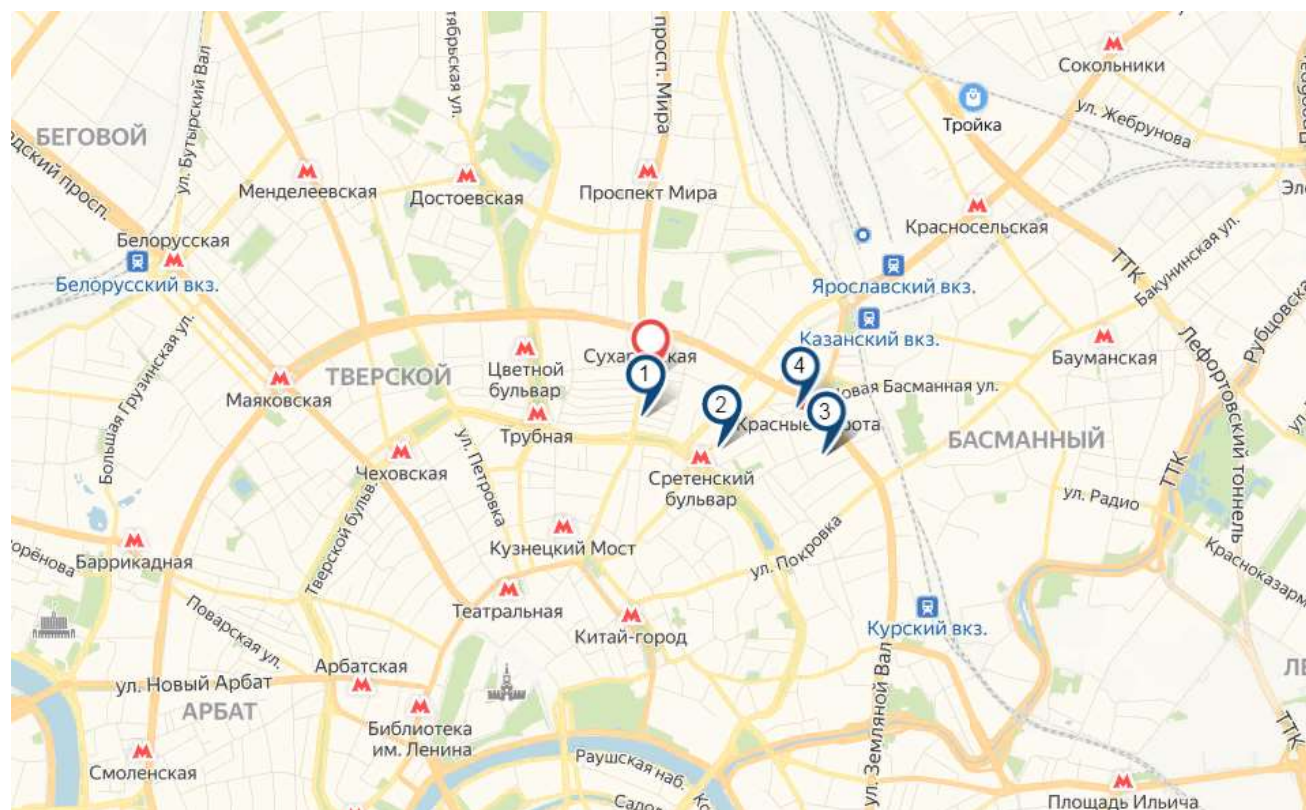 Сокольники
просп. Мира
ул. Жебрунова
Тройка
БЕГОВОЙ
ул. Бутырский Вал
Менделеевская
Достоевская
Проспект Мира
Красносельская
Белорусская
Белорусский вкз.
Ярославский вкз.
ТТК
Бакунинская ул.
Казанский вкз.
Бауманская
Лефортовский тоннель
Большая Грузинская ул.
Маяковская
ТВЕРСКОЙ
Цветной
бульвар
1
2
3
4
Новая Басманная ул.
Трубная
БАСМАННЫЙ
Чеховская
ул. Петровка
Сретенский
бульвар
ТТК
ул. Радио
Тверской бульв.
Кузнецкий Мост
ул. Покровка
Баррикадная
Театральная
Китай-город
Курский вкз.
Поварская ул.
Арбатская
ул. Новый Арбат
АРБАТ
Библиотека
им. Ленина
ул. Земляной Вал
ТТК
Смоленская
Раушская наб.
Площадь Ильича